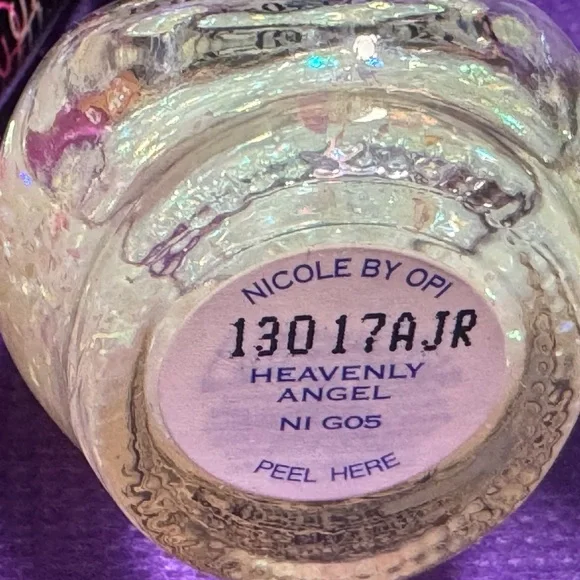 NICOLE BY OPI
13017AJR
HEAVENLY
ANGEL
NI G05
PEEL HERE